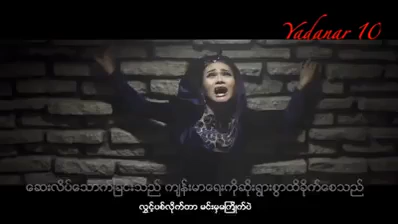 Yadanar 10
ဆေးလိပ်သောက်ခြင်းသည် ကျန်းမာရေးကိုဆိုးရွားစွာထိခိုက်စေသည်
လွှင့်ပစ်လိုက်တာ မင်းမှမကြိုက်ပဲ